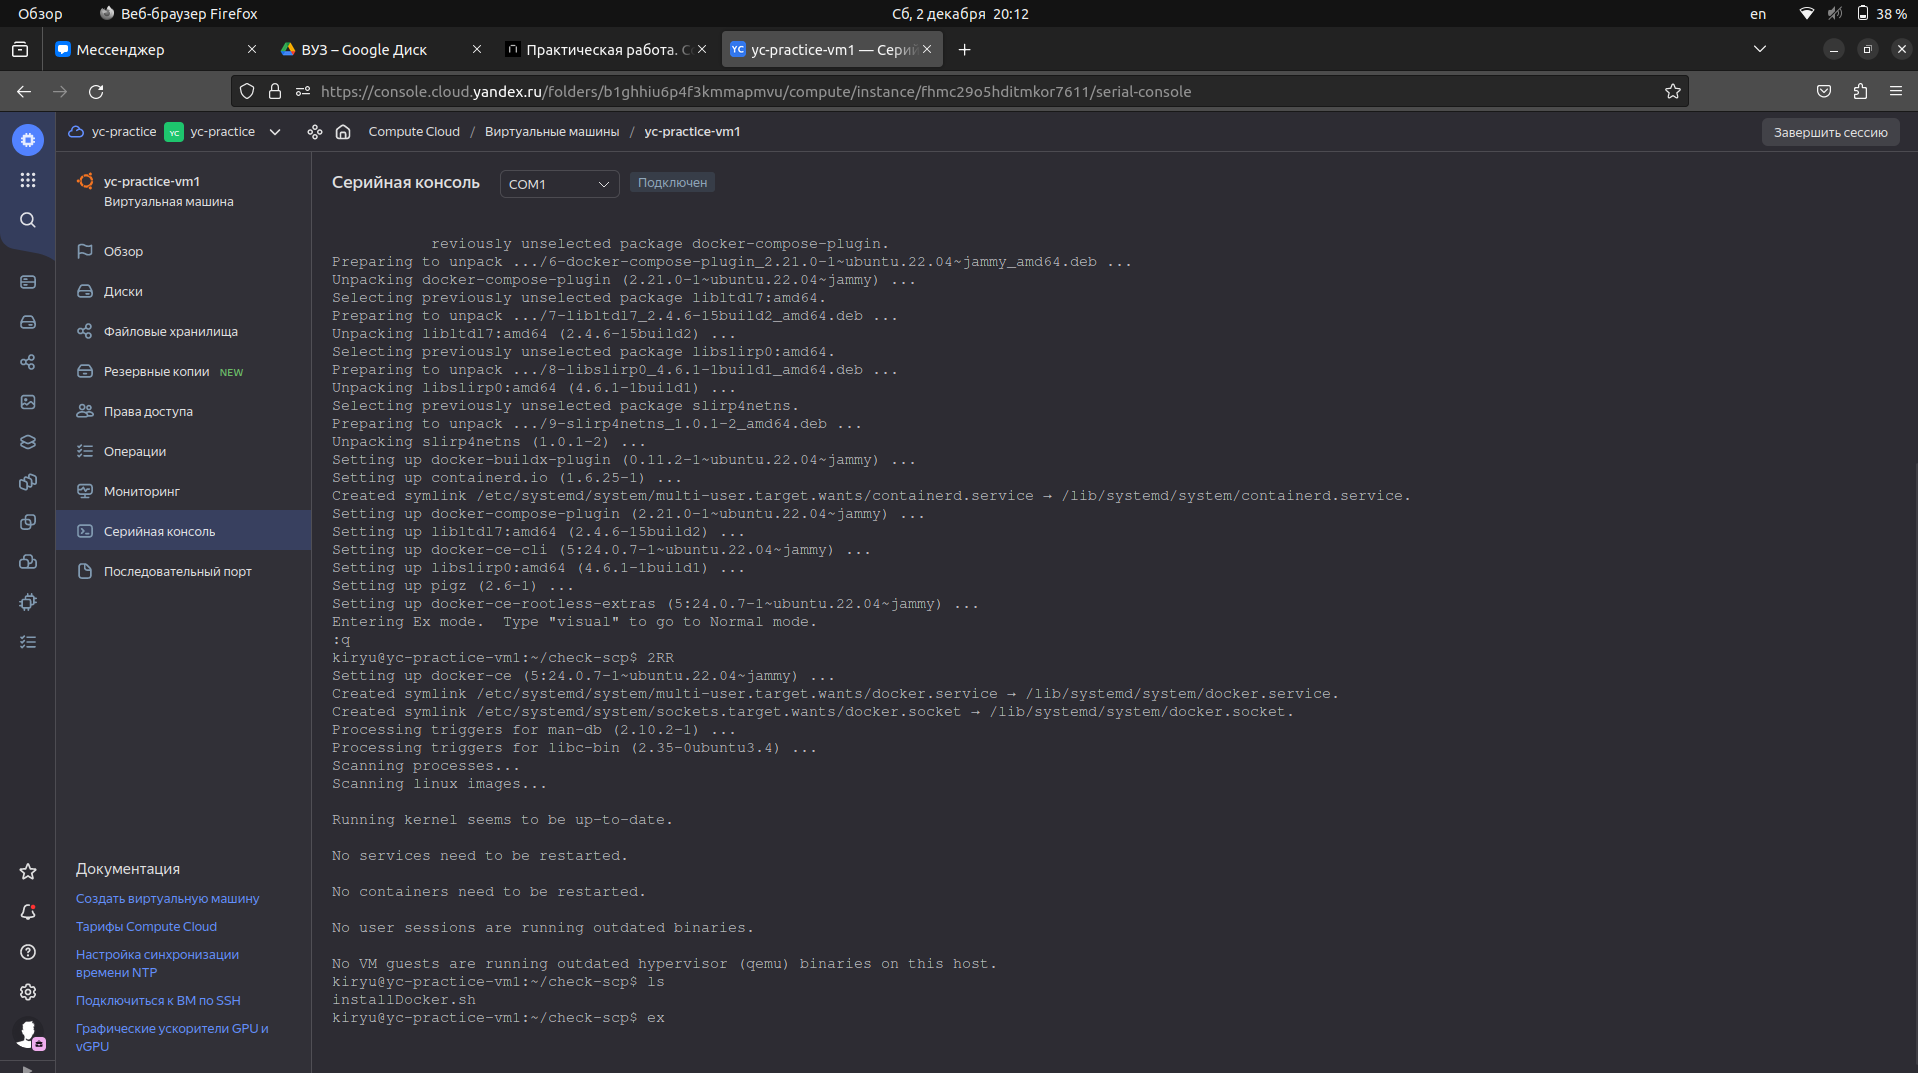 Обзор
Веб-браузер Firefox
Сб, 2 декабря 20:12
en
38 %
Мессенджер
ВУЗ – Google Диск
Практическая работа. С
YC yc-practice-vm1 — Серий
https://console.cloud.yandex.ru/folders/b1ghhiu6p4f3kmmapmvu/compute/instance/fhmc29o5hditmkor7611/serial-console
yc-practice
YC yc-practice
Compute Cloud / Виртуальные машины / yc-practice-vm1
Завершить сессию
yc-practice-vm1
Виртуальная машина
Обзор
Диски
Файловые хранилища
Резервные копии NEW
Права доступа
Операции
Мониторинг
Серийная консоль
Последовательный порт
Документация
Создать виртуальную машину
Тарифы Compute Cloud
Настройка синхронизации
времени NTP
Подключиться к ВМ по SSH
Графические ускорители GPU и
vGPU
Серийная консоль
COM1
Подключен
reviously unselected package docker-compose-plugin.
Preparing to unpack .../6-docker-compose-plugin_2.21.0-1~ubuntu.22.04~jammy_amd64.deb ...
Unpacking docker-compose-plugin (2.21.0-1~ubuntu.22.04~jammy) ...
Selecting previously unselected package libltdl7:amd64.
Preparing to unpack .../7-libltdl7_2.4.6-15build2_amd64.deb ...
Unpacking libltdl7:amd64 (2.4.6-15build2) ...
Selecting previously unselected package libslirp0:amd64.
Preparing to unpack .../8-libslirp0_4.6.1-1build1_amd64.deb ...
Unpacking libslirp0:amd64 (4.6.1-1build1) ...
Selecting previously unselected package slirp4netns.
Preparing to unpack .../9-slirp4netns_1.0.1-2_amd64.deb ...
Unpacking slirp4netns (1.0.1-2) ...
Setting up docker-buildx-plugin (0.11.2-1~ubuntu.22.04~jammy) ...
Setting up containerd.io (1.6.25-1) ...
Created symlink /etc/systemd/system/multi-user.target.wants/containerd.service → /lib/systemd/system/containerd.service.
Setting up docker-compose-plugin (2.21.0-1~ubuntu.22.04~jammy) ...
Setting up libltdl7:amd64 (2.4.6-15build2) ...
Setting up docker-ce-cli (5:24.0.7-1~ubuntu.22.04~jammy) ...
Setting up libslirp0:amd64 (4.6.1-1build1) ...
Setting up pigz (2.6-1) ...
Setting up docker-ce-rootless-extras (5:24.0.7-1~ubuntu.22.04~jammy) ...
Entering Ex mode.  Type "visual" to go to Normal mode.
:q
kiryu@yc-practice-vm1:~/check-scp$ 2RR
Setting up docker-ce (5:24.0.7-1~ubuntu.22.04~jammy) ...
Created symlink /etc/systemd/system/multi-user.target.wants/docker.service → /lib/systemd/system/docker.service.
Created symlink /etc/systemd/system/sockets.target.wants/docker.socket → /lib/systemd/system/docker.socket.
Processing triggers for man-db (2.10.2-1) ...
Processing triggers for libc-bin (2.35-0ubuntu3.4) ...
Scanning processes...
Scanning linux images...
Running kernel seems to be up-to-date.
No services need to be restarted.
No containers need to be restarted.
No user sessions are running outdated binaries.
No VM guests are running outdated hypervisor (qemu) binaries on this host.
kiryu@yc-practice-vm1:~/check-scp$ ls
installDocker.sh
kiryu@yc-practice-vm1:~/check-scp$ ex